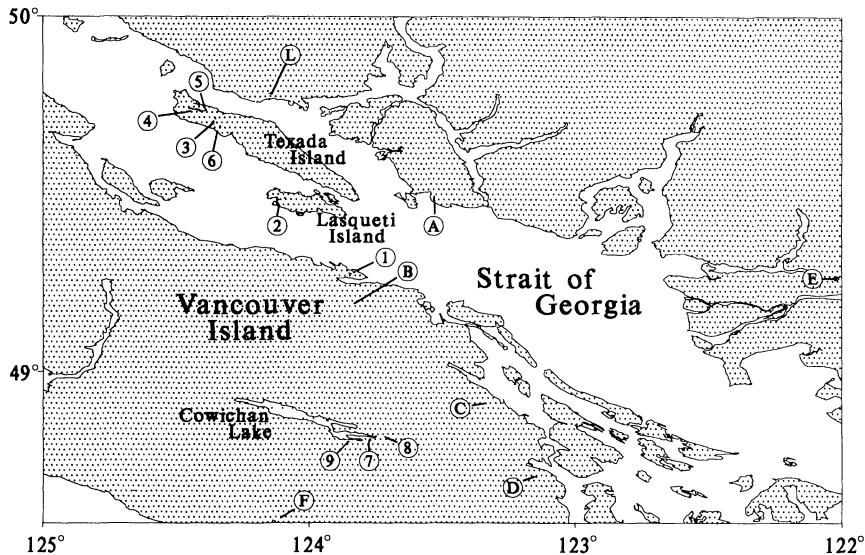 50°
L
5
4
3
6
Texada
Island
A
2
Lasqueti
Island
1
B
Strait of
Georgia
E
Vancouver
Island
49°
C
Cowichan
Lake
9
7
8
D
F
125°
124°
123°
122°